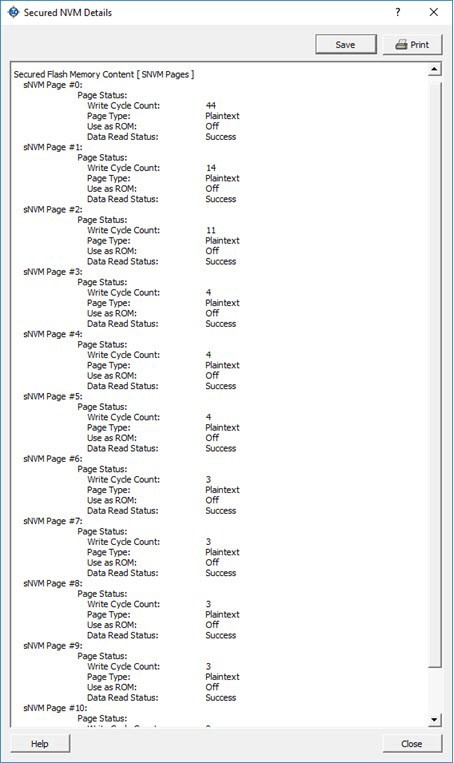 Secured NVM Details
?
Save
Print
Secured Flash Memory Content [ SNVM Pages ]
sNVM Page #0:
Page Status:
Write Cycle Count: 44
Page Type: Plaintext
Use as ROM: Off
Data Read Status: Success
sNVM Page #1:
Page Status:
Write Cycle Count: 14
Page Type: Plaintext
Use as ROM: Off
Data Read Status: Success
sNVM Page #2:
Page Status:
Write Cycle Count: 11
Page Type: Plaintext
Use as ROM: Off
Data Read Status: Success
sNVM Page #3:
Page Status:
Write Cycle Count: 4
Page Type: Plaintext
Use as ROM: Off
Data Read Status: Success
sNVM Page #4:
Page Status:
Write Cycle Count: 4
Page Type: Plaintext
Use as ROM: Off
Data Read Status: Success
sNVM Page #5:
Page Status:
Write Cycle Count: 4
Page Type: Plaintext
Use as ROM: Off
Data Read Status: Success
sNVM Page #6:
Page Status:
Write Cycle Count: 3
Page Type: Plaintext
Use as ROM: Off
Data Read Status: Success
sNVM Page #7:
Page Status:
Write Cycle Count: 3
Page Type: Plaintext
Use as ROM: Off
Data Read Status: Success
sNVM Page #8:
Page Status:
Write Cycle Count: 3
Page Type: Plaintext
Use as ROM: Off
Data Read Status: Success
sNVM Page #9:
Page Status:
Write Cycle Count: 3
Page Type: Plaintext
Use as ROM: Off
Data Read Status: Success
sNVM Page #10:
Page Status:
Write Cycle Count:
Help
Close